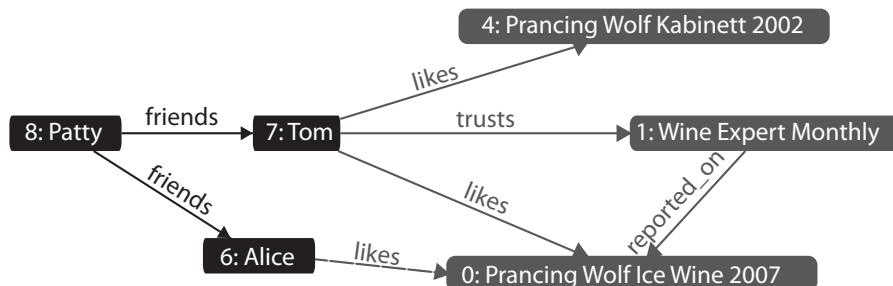 4: Prancing Wolf Kabinett 2002
likes
8: Patty
friends
7: Tom
trusts
1: Wine Expert Monthly
friends
likes
reported_on
6: Alice
likes
0: Prancing Wolf Ice Wine 2007